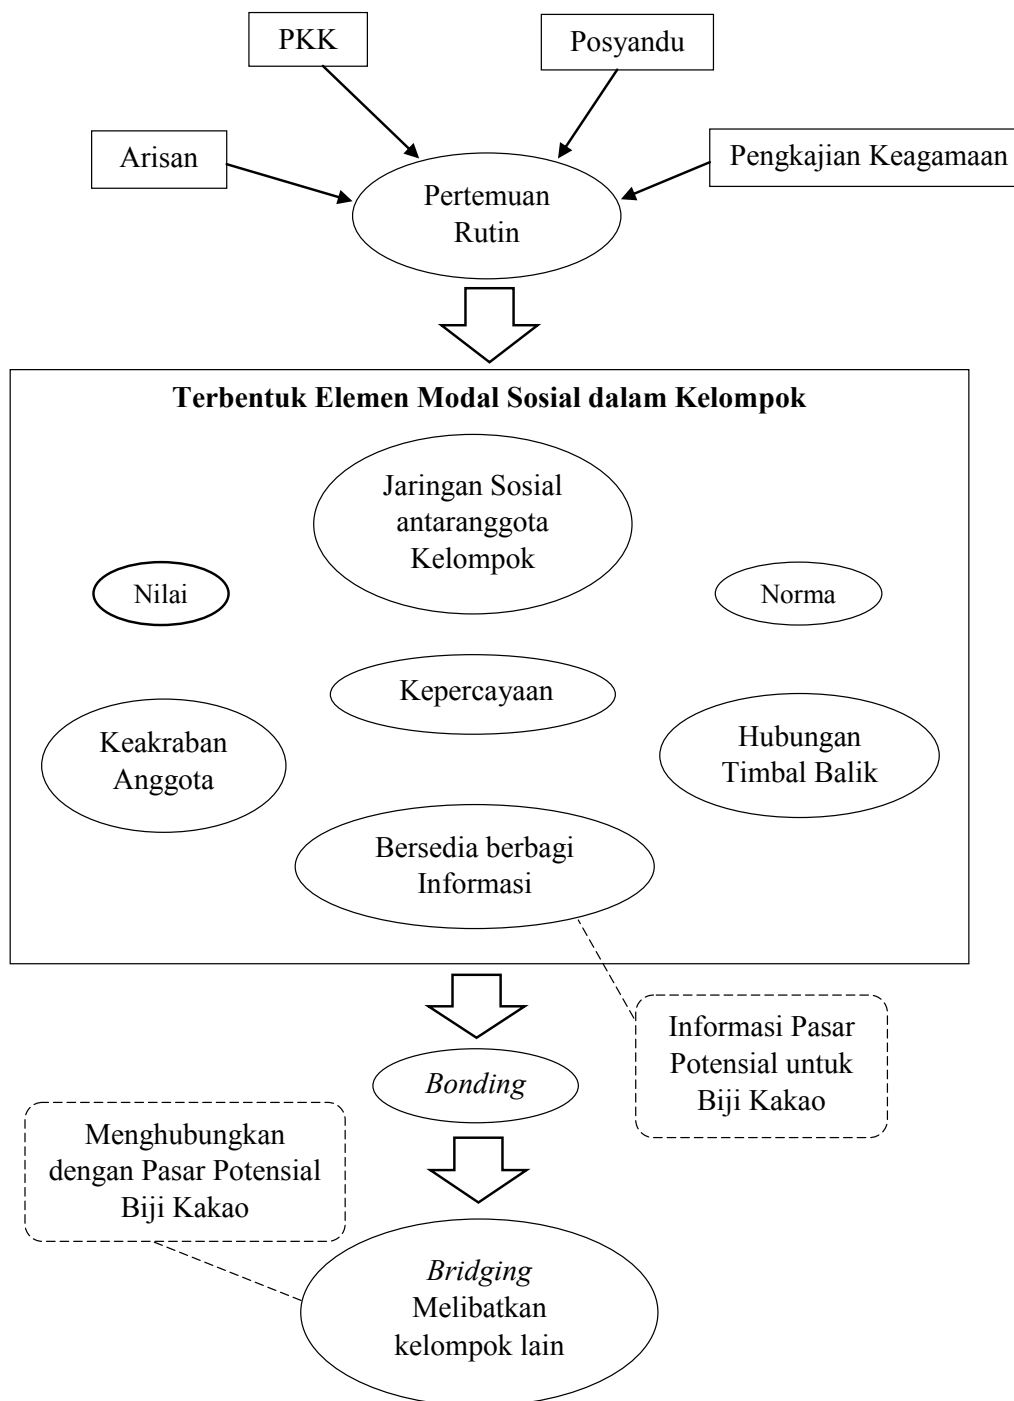 PKK
Posyandu
Arisan
Pengkajian Keagamaan
Pertemuan
Rutin
Terbentuk Elemen Modal Sosial dalam Kelompok
Jaringan Sosial
antaranggota
Kelompok
Nilai
Norma
Kepercayaan
Keakraban
Anggota
Hubungan
Timbal Balik
Bersedia berbagi
Informasi
Informasi Pasar
Potensial untuk
Biji Kakao
Bonding
Menghubungkan
dengan Pasar Potensial
Biji Kakao
Bridging
Melibatkan
kelompok lain